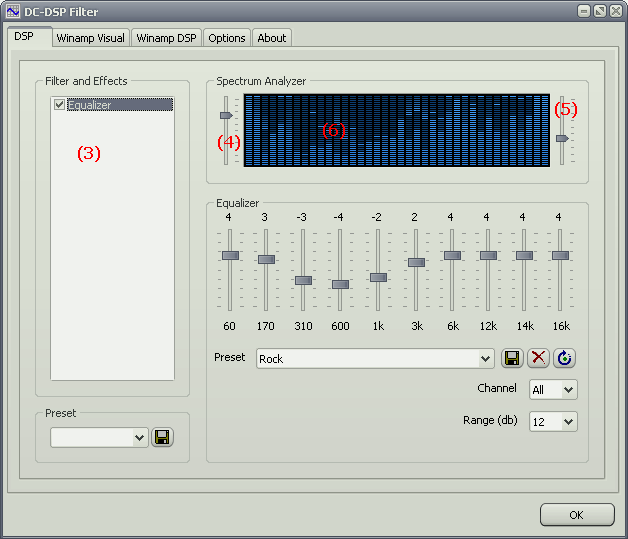 DC-DSP Filter
DSP Winamp Visual Winamp DSP Options About
Filter and Effects
Equalizer
(3)
Spectrum Analyzer
(4)
(6)
(5)
Equalizer
4 3 -3 -4 -2 2 4 4 4 4
60 170 310 600 1k 3k 6k 12k 14k 16k
Preset Rock
Channel All
Range (db) 12
Preset
OK